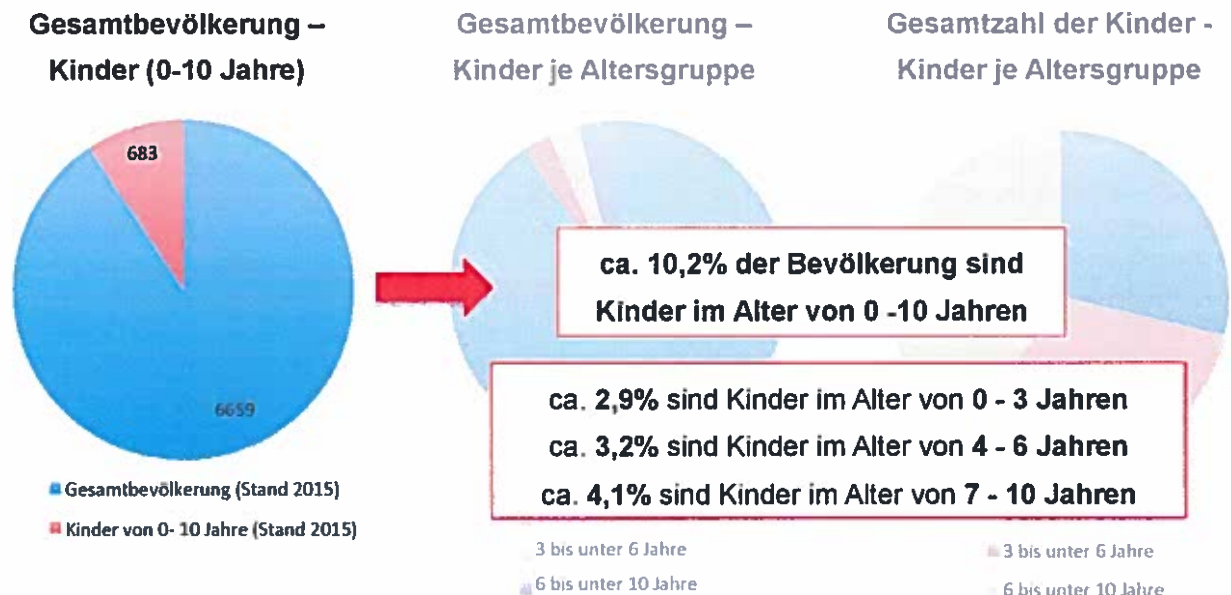 Gesamtbevölkerung –
Kinder (0-10 Jahre)
683
6659
Gesamtbevölkerung (Stand 2015)
Kinder von 0- 10 Jahre (Stand 2015)
Gesamtbevölkerung –
Kinder je Altersgruppe
Gesamtzahl der Kinder -
Kinder je Altersgruppe
ca. 10,2% der Bevölkerung sind
Kinder im Alter von 0 -10 Jahren
ca. 2,9% sind Kinder im Alter von 0 - 3 Jahren
ca. 3,2% sind Kinder im Alter von 4 - 6 Jahren
ca. 4,1% sind Kinder im Alter von 7 - 10 Jahren
3 bis unter 6 Jahre
6 bis unter 10 Jahre
3 bis unter 6 Jahre
6 bis unter 10 Jahre